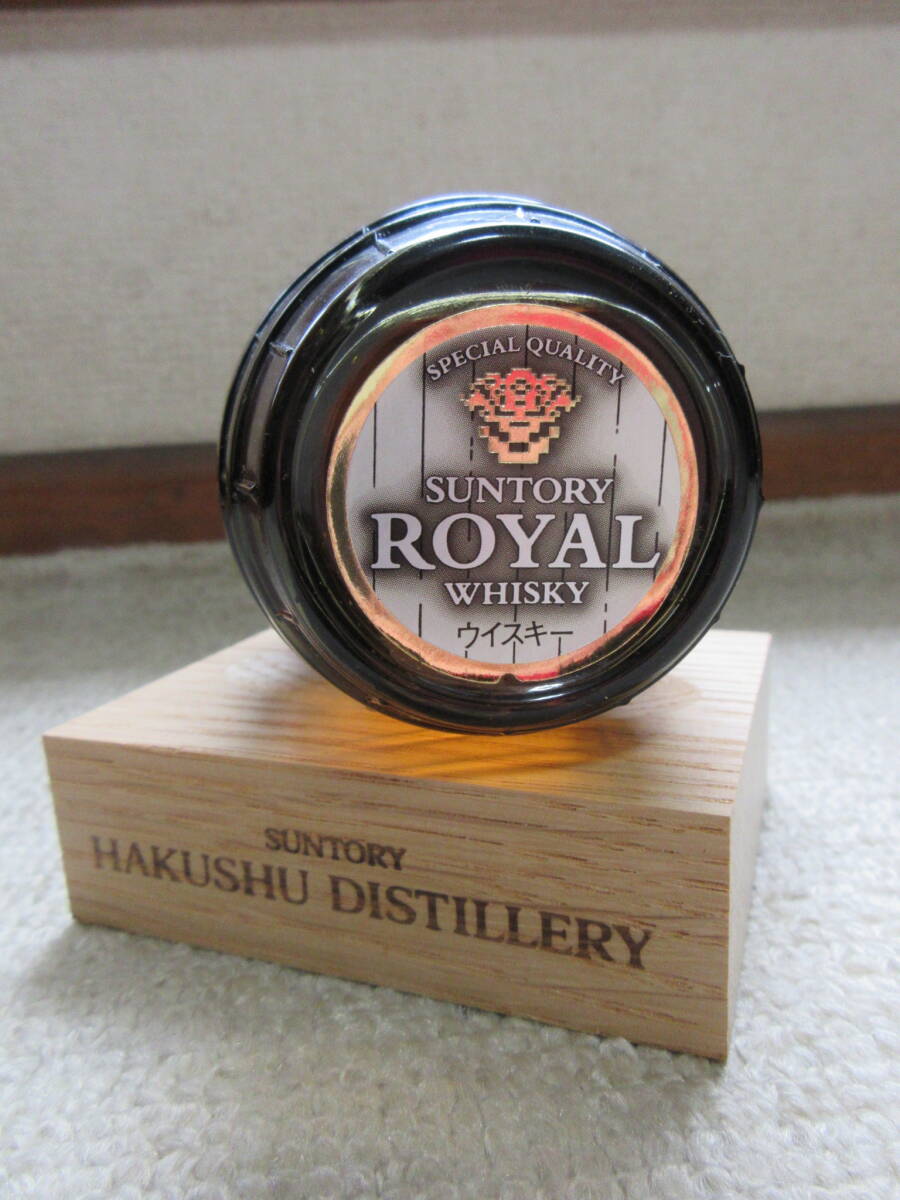 SPECIAL QUALITY
SUNTORY
ROYAL
WHISKY
ウイスキー
SUNTORY
HAKUSHU DISTILLERY